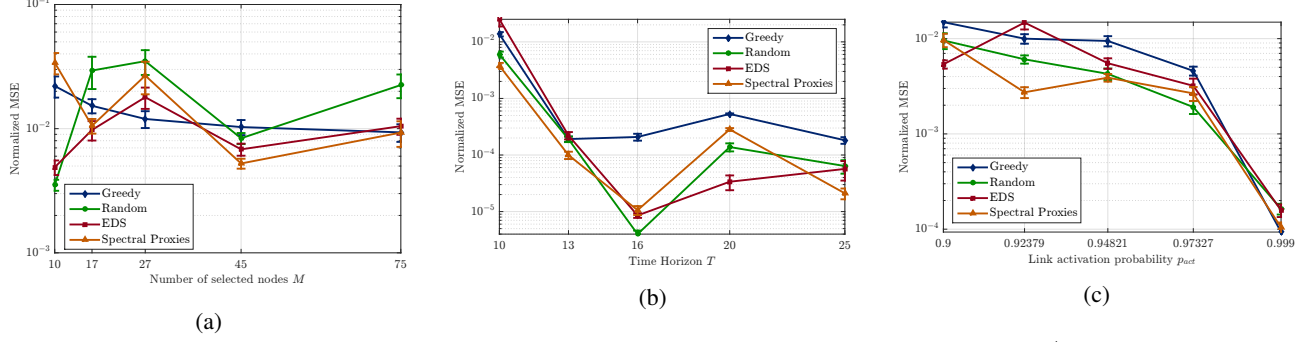 10⁻¹
10⁻²
10⁻³
Normalized MSE
Greedy
Random
EDS
Spectral Proxies
10 17 27 45 75
Number of selected nodes M
(a)
10⁻²
10⁻³
10⁻⁴
10⁻⁵
Normalized MSE
Greedy
Random
EDS
Spectral Proxies
10 13 16 20 25
Time Horizon T
(b)
10⁻²
10⁻³
10⁻⁴
Normalized MSE
Greedy
Random
EDS
Spectral Proxies
0.9 0.92379 0.94821 0.97327 0.999
Link activation probability pₐcₜ
(c)